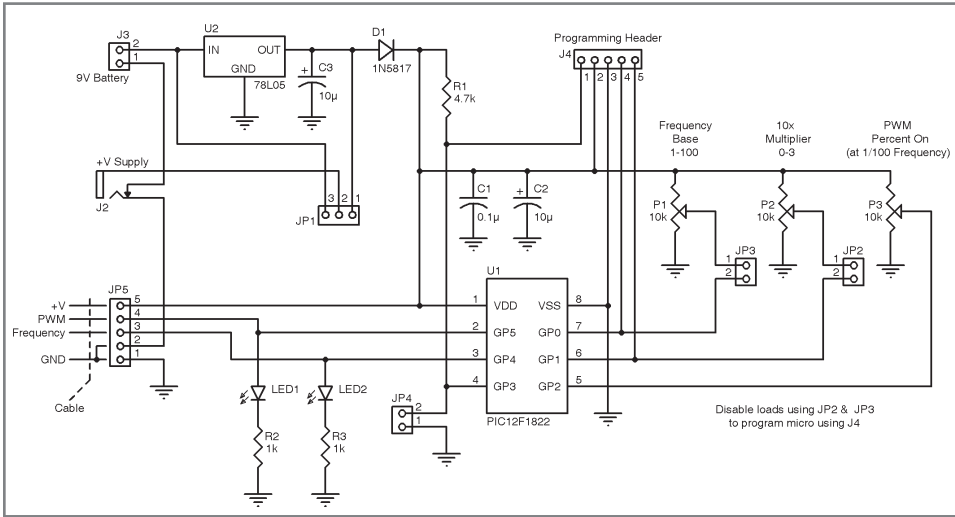 J3
2
1
9V Battery
U2
IN
OUT
GND
78L05
+
C3
10µ
D1
1N5817
R1
4.7k
Programming Header
J4
1
2
3
4
5
+V Supply
J2
3
2
1
JP1
C1
0.1µ
+
C2
10µ
Frequency
Base
1-100
10x
Multiplier
0-3
PWM
Percent On
(at 1/100 Frequency)
P1
10k
P2
10k
P3
10k
JP3
1
2
JP2
1
2
JP5
+V
PWM
Frequency
GND
5
4
3
2
1
Cable
U1
1
VDD
VSS
8
2
GP5
GP0
7
3
GP4
GP1
6
4
GP3
GP2
5
PIC12F1822
LED1
LED2
R2
1k
R3
1k
JP4
2
1
Disable loads using JP2 & JP3
to program micro using J4